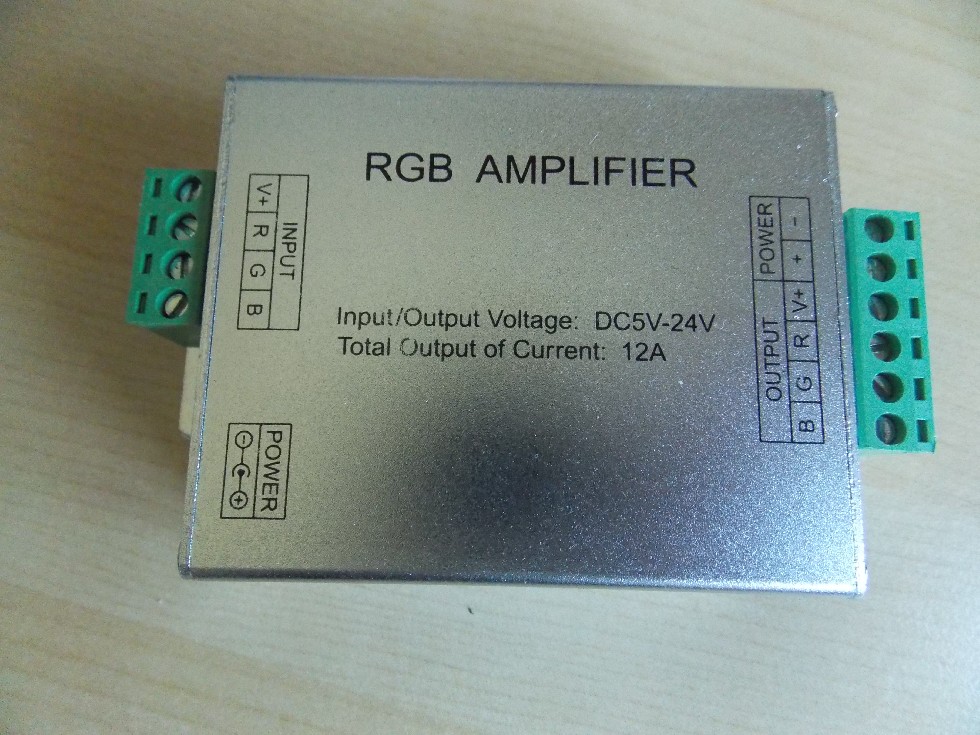 RGB AMPLIFIER
INPUT
V+ R G B
Input/Output Voltage: DC5V-24V
Total Output of Current: 12A
POWER
- +
OUTPUT
V+ R G B
POWER
- +